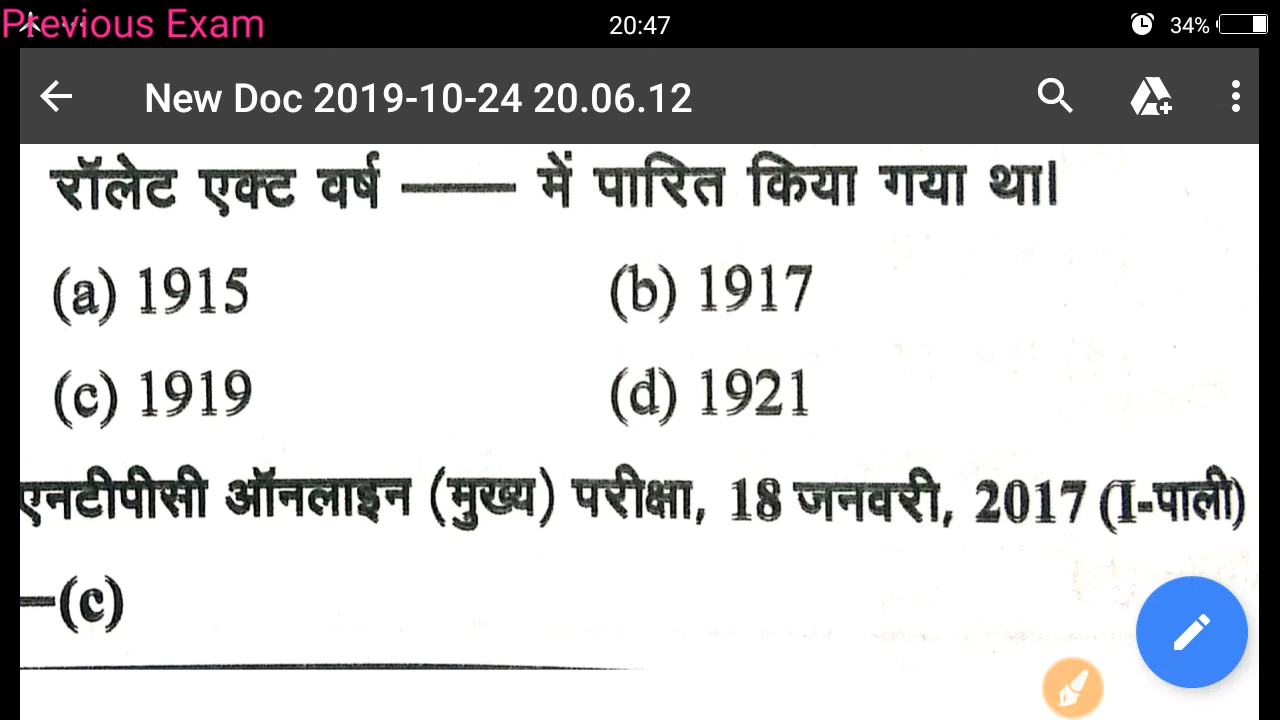 Previous Exam
20:47
34%
New Doc 2019-10-24 20.06.12
रॉलेट एक्ट वर्ष —— में पारित किया गया था।
(a) 1915 (b) 1917
(c) 1919 (d) 1921
एनटीपीसी ऑनलाइन (मुख्य) परीक्षा, 18 जनवरी, 2017 (I-पाली)
—(c)